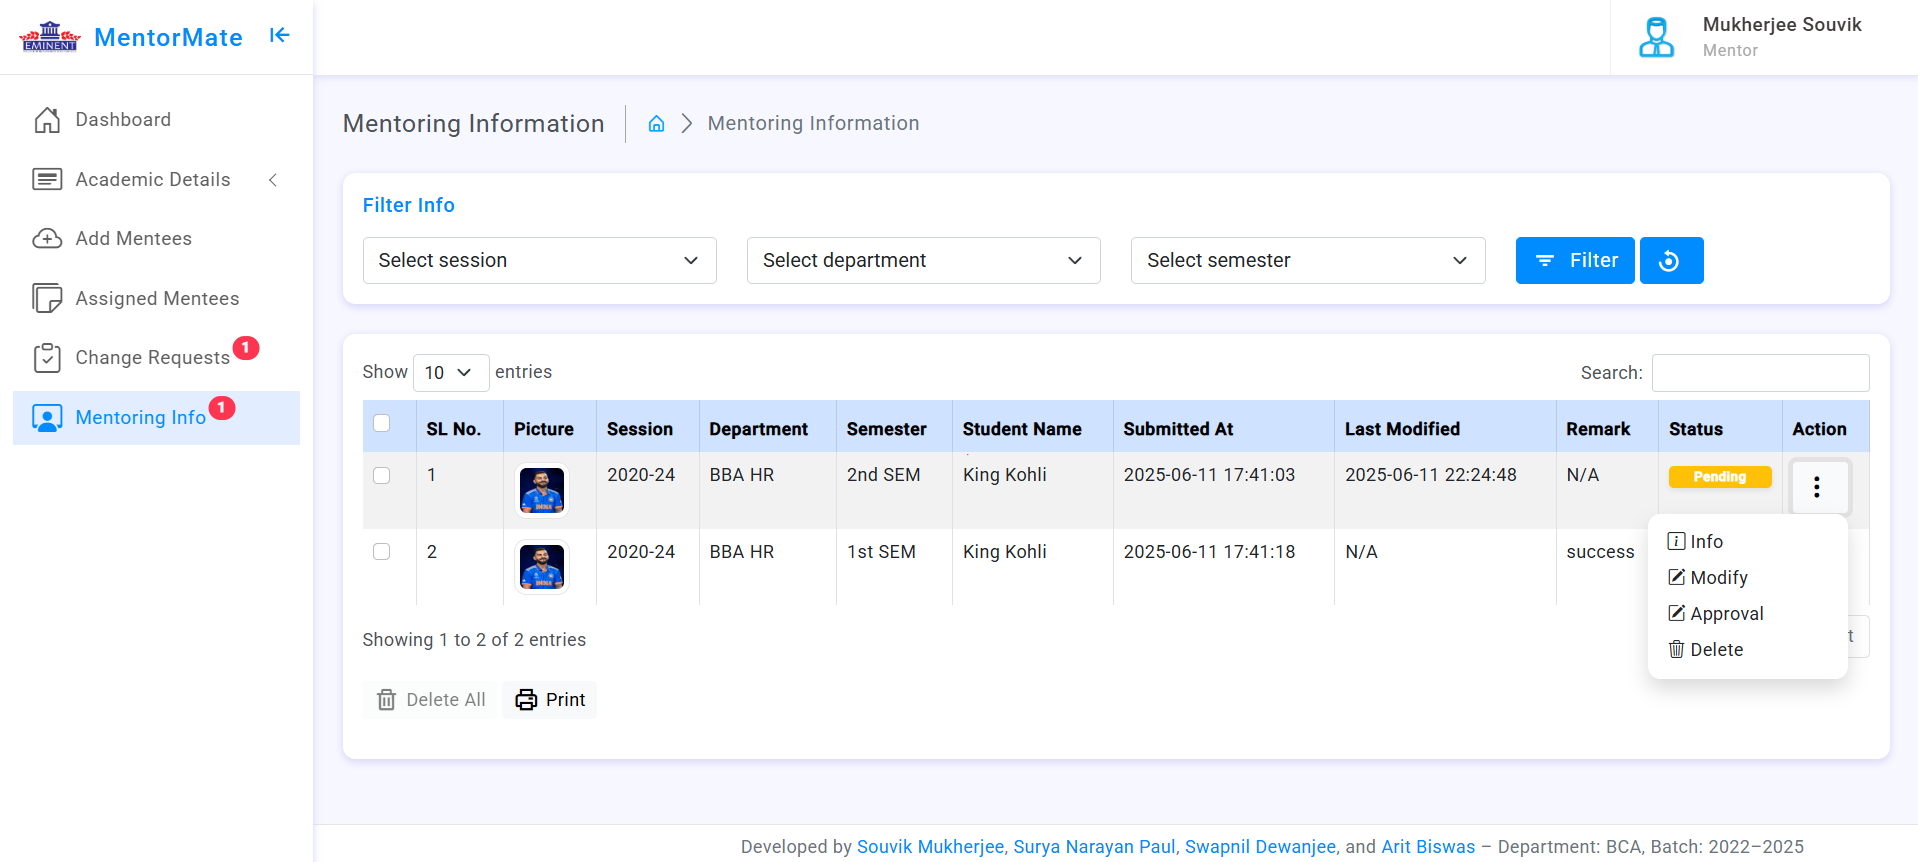 EMINENT
MentorMate
Mukherjee Souvik
Mentor
Dashboard
Academic Details
Add Mentees
Assigned Mentees
Change Requests 1
Mentoring Info 1
Mentoring Information
Mentoring Information
Filter Info
Select session
Select department
Select semester
Filter
Show 10 entries
Search:
SL No. Picture Session Department Semester Student Name Submitted At Last Modified Remark Status Action
1 2020-24 BBA HR 2nd SEM King Kohli 2025-06-11 17:41:03 2025-06-11 22:24:48 N/A Pending
2 2020-24 BBA HR 1st SEM King Kohli 2025-06-11 17:41:18 N/A success
Info
Modify
Approval
Delete
Showing 1 to 2 of 2 entries
t
Delete All
Print
Developed by Souvik Mukherjee, Surya Narayan Paul, Swapnil Dewanjee, and Arit Biswas – Department: BCA, Batch: 2022–2025